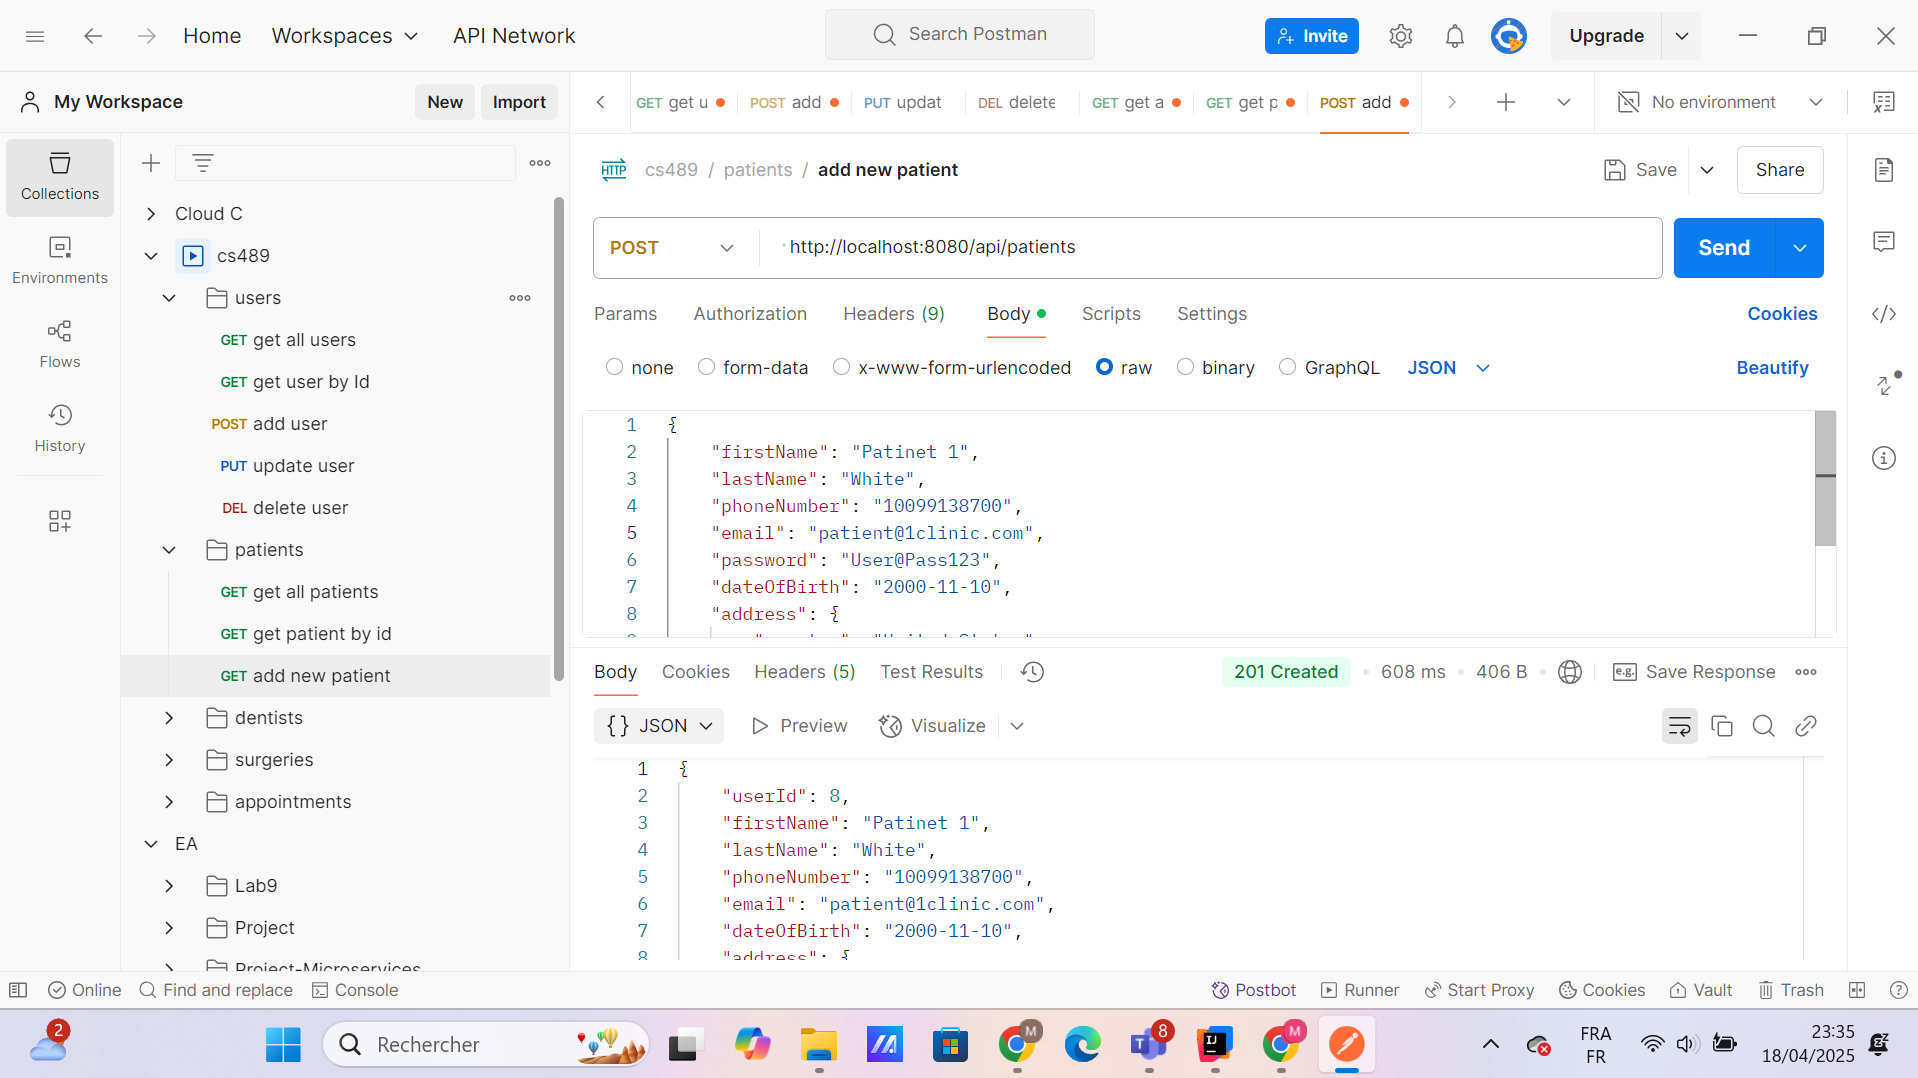 Home
Workspaces
API Network
Search Postman
Invite
Upgrade
My Workspace
New
Import
GET get u
POST add
PUT updat
DEL delete
GET get a
GET get p
POST add
No environment
Collections
Environments
Flows
History
Cloud C
cs489
users
GET get all users
GET get user by Id
POST add user
PUT update user
DEL delete user
patients
GET get all patients
GET get patient by id
GET add new patient
dentists
surgeries
appointments
EA
Lab9
Project
Project-Microservices
HTTP cs489 / patients / add new patient
Save
Share
POST
http://localhost:8080/api/patients
Send
Params
Authorization
Headers (9)
Body
Scripts
Settings
Cookies
none
form-data
x-www-form-urlencoded
raw
binary
GraphQL
JSON
Beautify
1 {
2 "firstName": "Patinet 1",
3 "lastName": "White",
4 "phoneNumber": "10099138700",
5 "email": "patient@1clinic.com",
6 "password": "User@Pass123",
7 "dateOfBirth": "2000-11-10",
8 "address": {
Body
Cookies
Headers (5)
Test Results
201 Created
608 ms
406 B
e.g. Save Response
{} JSON
Preview
Visualize
1 {
2 "userId": 8,
3 "firstName": "Patinet 1",
4 "lastName": "White",
5 "phoneNumber": "10099138700",
6 "email": "patient@1clinic.com",
7 "dateOfBirth": "2000-11-10",
8 "address": {
Online
Find and replace
Console
Postbot
Runner
Start Proxy
Cookies
Vault
Trash
2
Rechercher
M
8
IJ
M
FRA
FR
23:35
18/04/2025